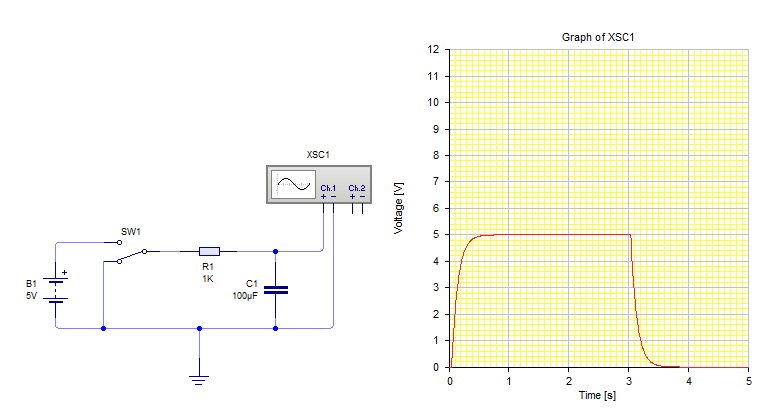 XSC1
Ch.1 Ch.2
+ − + −
SW1
R1
1K
B1
5V
+
C1
100µF
Graph of XSC1
Voltage [V]
12
11
10
9
8
7
6
5
4
3
2
1
0
0 1 2 3 4 5
Time [s]